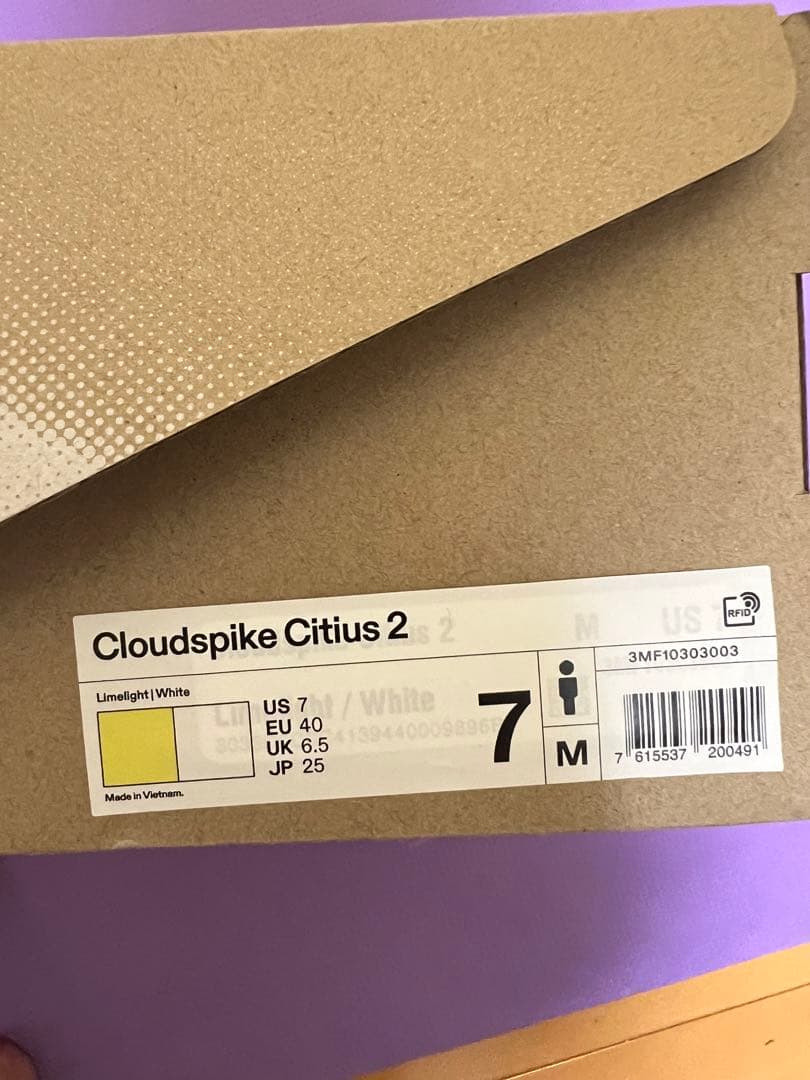 Cloudspike Citius 2
RFID
3MF10303003
Limelight | White
US 7
EU 40
UK 6.5
JP 25
7
M
7 615537 200491
Made in Vietnam.